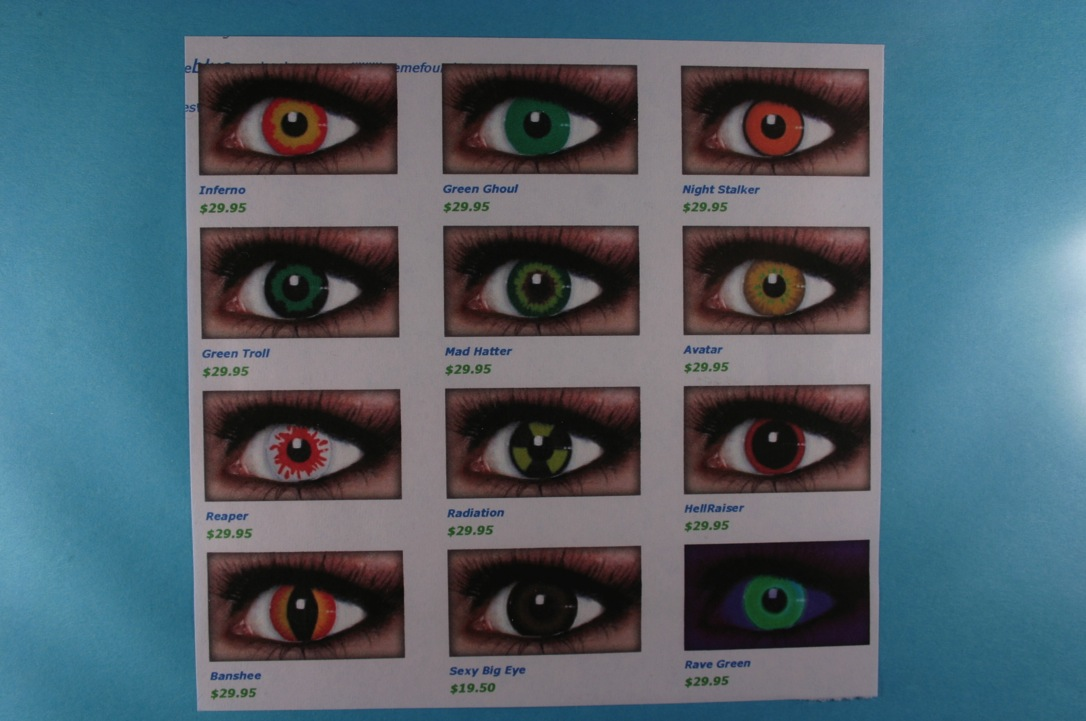 Inferno Green Ghoul Night Stalker
$29.95 $29.95 $29.95
Green Troll Mad Hatter Avatar
$29.95 $29.95 $29.95
Reaper Radiation HellRaiser
$29.95 $29.95 $29.95
Banshee Sexy Big Eye Rave Green
$29.95 $19.50 $29.95